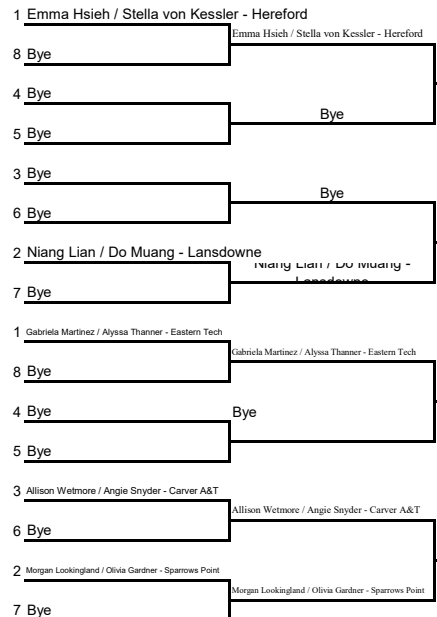 1 Emma Hsieh / Stella von Kessler - Hereford
Emma Hsieh / Stella von Kessler - Hereford
8 Bye
4 Bye
Bye
5 Bye
3 Bye
Bye
6 Bye
2 Niang Lian / Do Muang - Lansdowne
Niang Lian / Do Muang -
Lansdowne
7 Bye
1 Gabriela Martinez / Alyssa Thanner - Eastern Tech
Gabriela Martinez / Alyssa Thanner - Eastern Tech
8 Bye
4 Bye
Bye
5 Bye
3 Allison Wetmore / Angie Snyder - Carver A&T
Allison Wetmore / Angie Snyder - Carver A&T
6 Bye
2 Morgan Lookingland / Olivia Gardner - Sparrows Point
Morgan Lookingland / Olivia Gardner - Sparrows Point
7 Bye